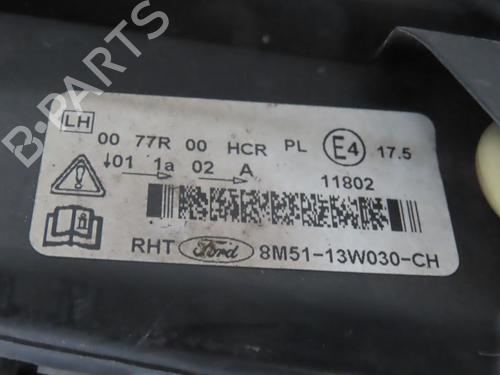 B-PARTS
LH
00 77R 00 HCR PL E4 17.5
↓01 1a 02 A
11802
RHT Ford 8M51-13W030-CH